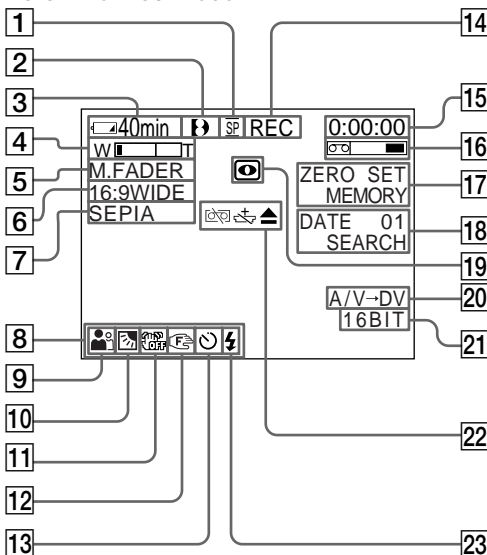 1
2
3
4
5
6
7
8
9
10
11
12
13
14
15
16
17
18
19
20
21
22
23
40min
SP
REC
0:00:00
W T
M.FADER
16:9WIDE
SEPIA
ZERO SET
MEMORY
DATE 01
SEARCH
A/V→DV
16BIT
OFF
F